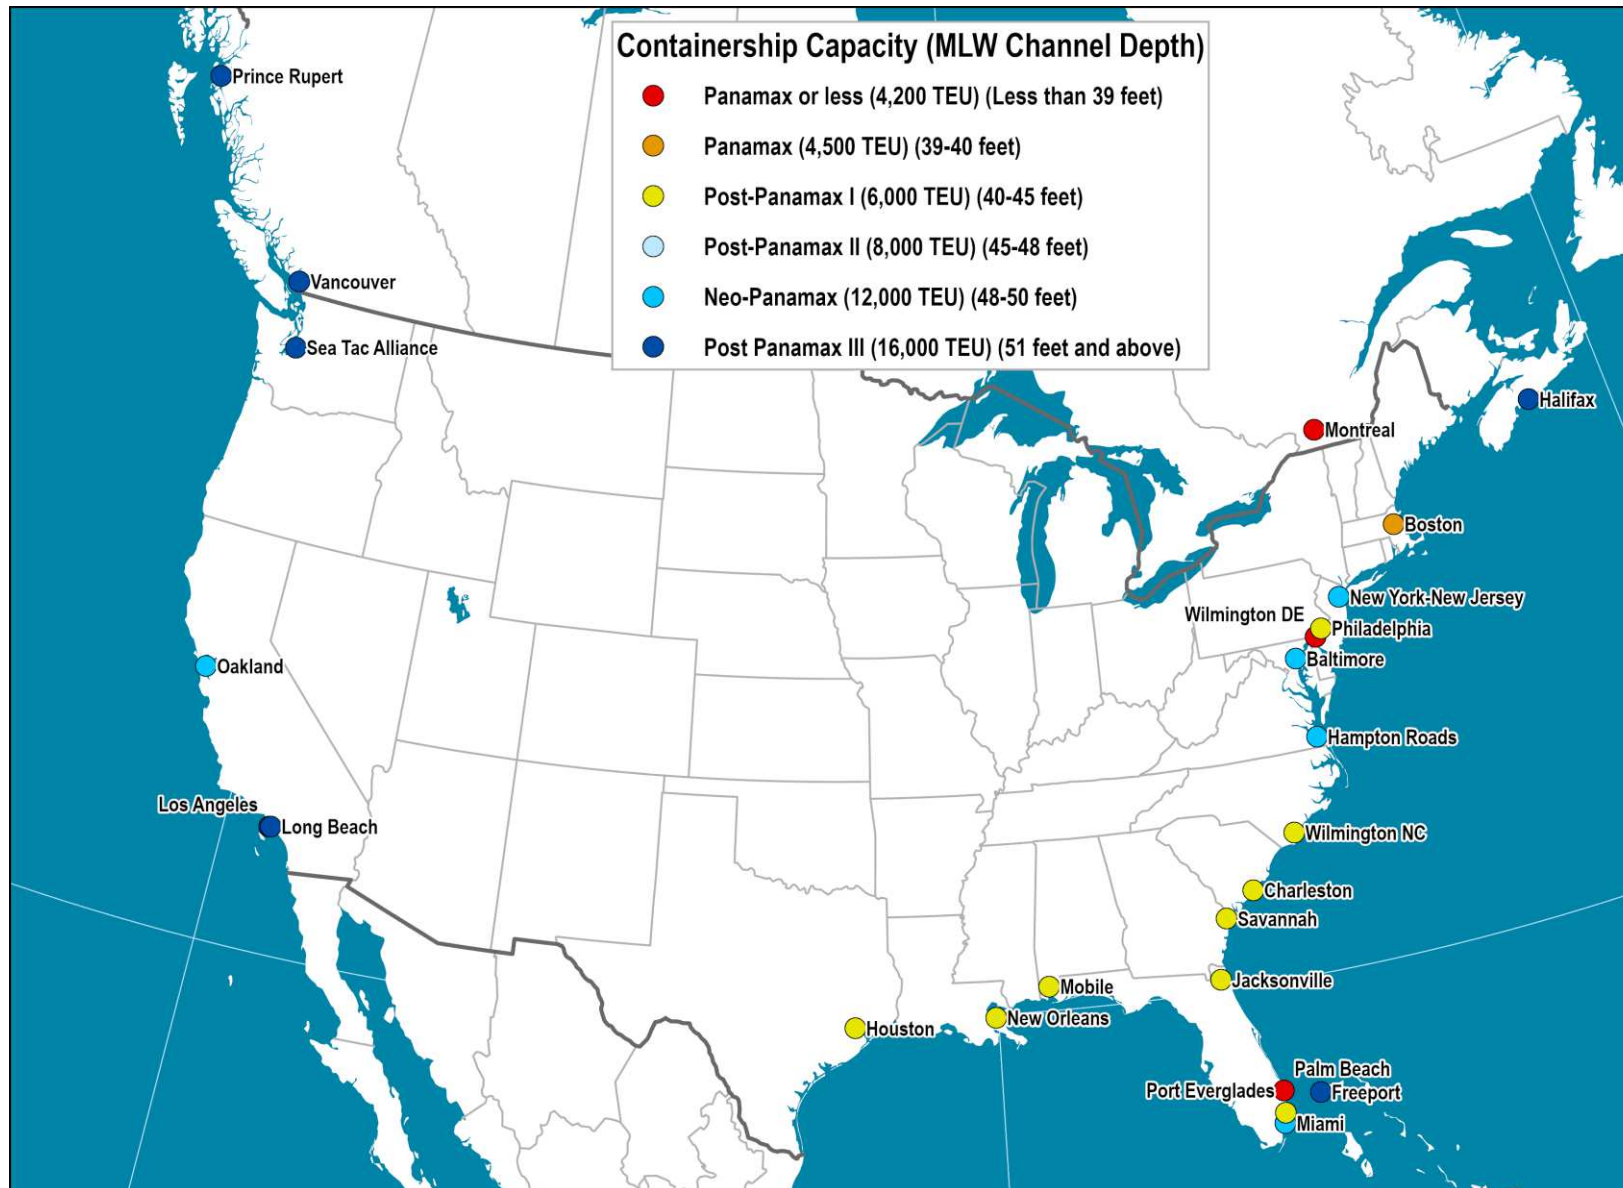 Containership Capacity (MLW Channel Depth)
Panamax or less (4,200 TEU) (Less than 39 feet)
Panamax (4,500 TEU) (39-40 feet)
Post-Panamax I (6,000 TEU) (40-45 feet)
Post-Panamax II (8,000 TEU) (45-48 feet)
Neo-Panamax (12,000 TEU) (48-50 feet)
Post Panamax III (16,000 TEU) (51 feet and above)
Prince Rupert
Vancouver
Sea Tac Alliance
Halifax
Montreal
Boston
New York-New Jersey
Wilmington DE
Philadelphia
Baltimore
Oakland
Hampton Roads
Los Angeles
Long Beach
Wilmington NC
Charleston
Savannah
Jacksonville
Mobile
New Orleans
Houston
Palm Beach
Port Everglades
Freeport
Miami